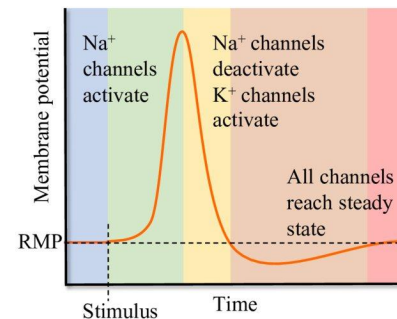 Membrane potential
Na⁺
channels
activate
Na⁺ channels
deactivate
K⁺ channels
activate
All channels
reach steady
state
RMP
Stimulus
Time